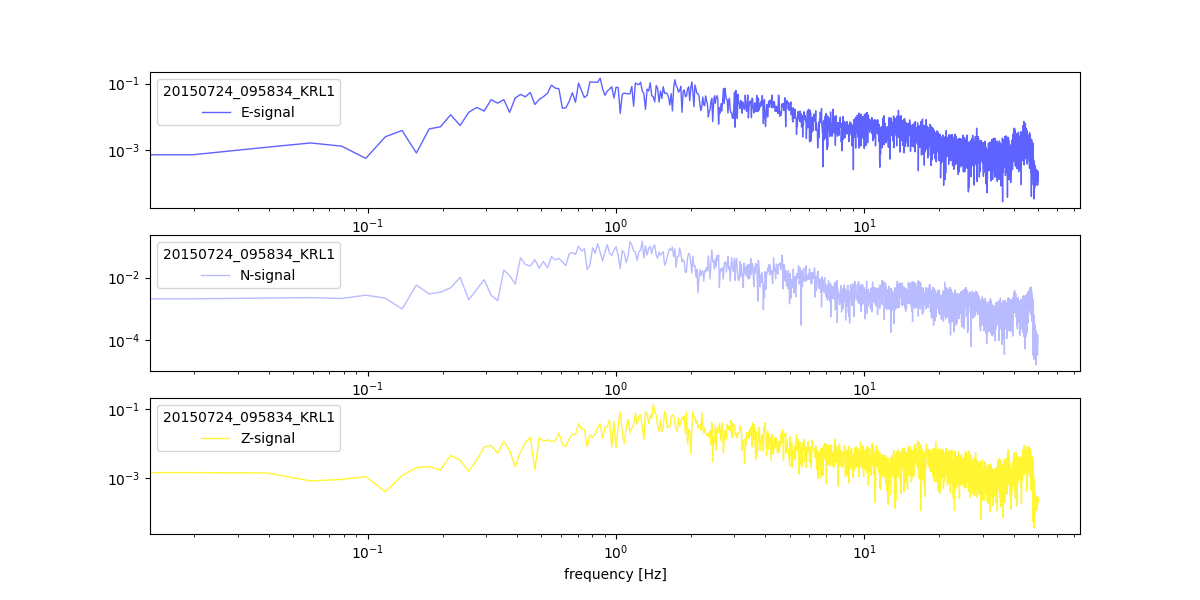 10⁻¹
10⁻³
20150724_095834_KRL1
E-signal
10⁻¹ 10⁰ 10¹
10⁻²
10⁻⁴
20150724_095834_KRL1
N-signal
10⁻¹ 10⁰ 10¹
10⁻¹
10⁻³
20150724_095834_KRL1
Z-signal
10⁻¹ 10⁰ 10¹
frequency [Hz]